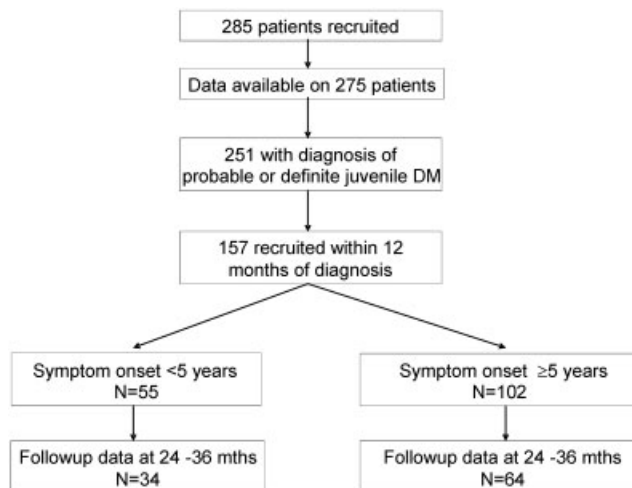 285 patients recruited
Data available on 275 patients
251 with diagnosis of
probable or definite juvenile DM
157 recruited within 12
months of diagnosis
Symptom onset <5 years
N=55
Symptom onset ≥5 years
N=102
Followup data at 24 -36 mths
N=34
Followup data at 24 -36 mths
N=64